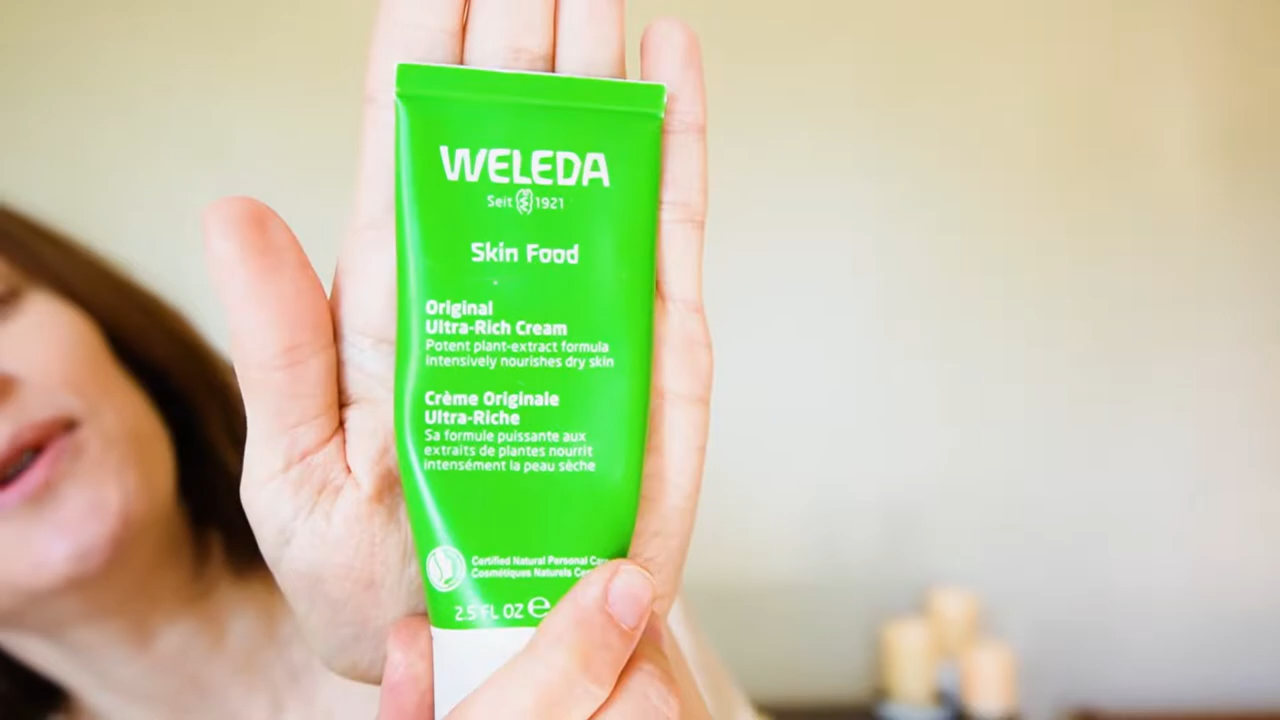 WELEDA
Seit 1921
Skin Food
Original
Ultra-Rich Cream
Potent plant-extract formula
intensively nourishes dry skin
Crème Originale
Ultra-Riche
Sa formule puissante aux
extraits de plantes nourrit
intensément la peau sèche
Certified Natural Personal
Cosmétiques Naturels
2.5 FL OZ e